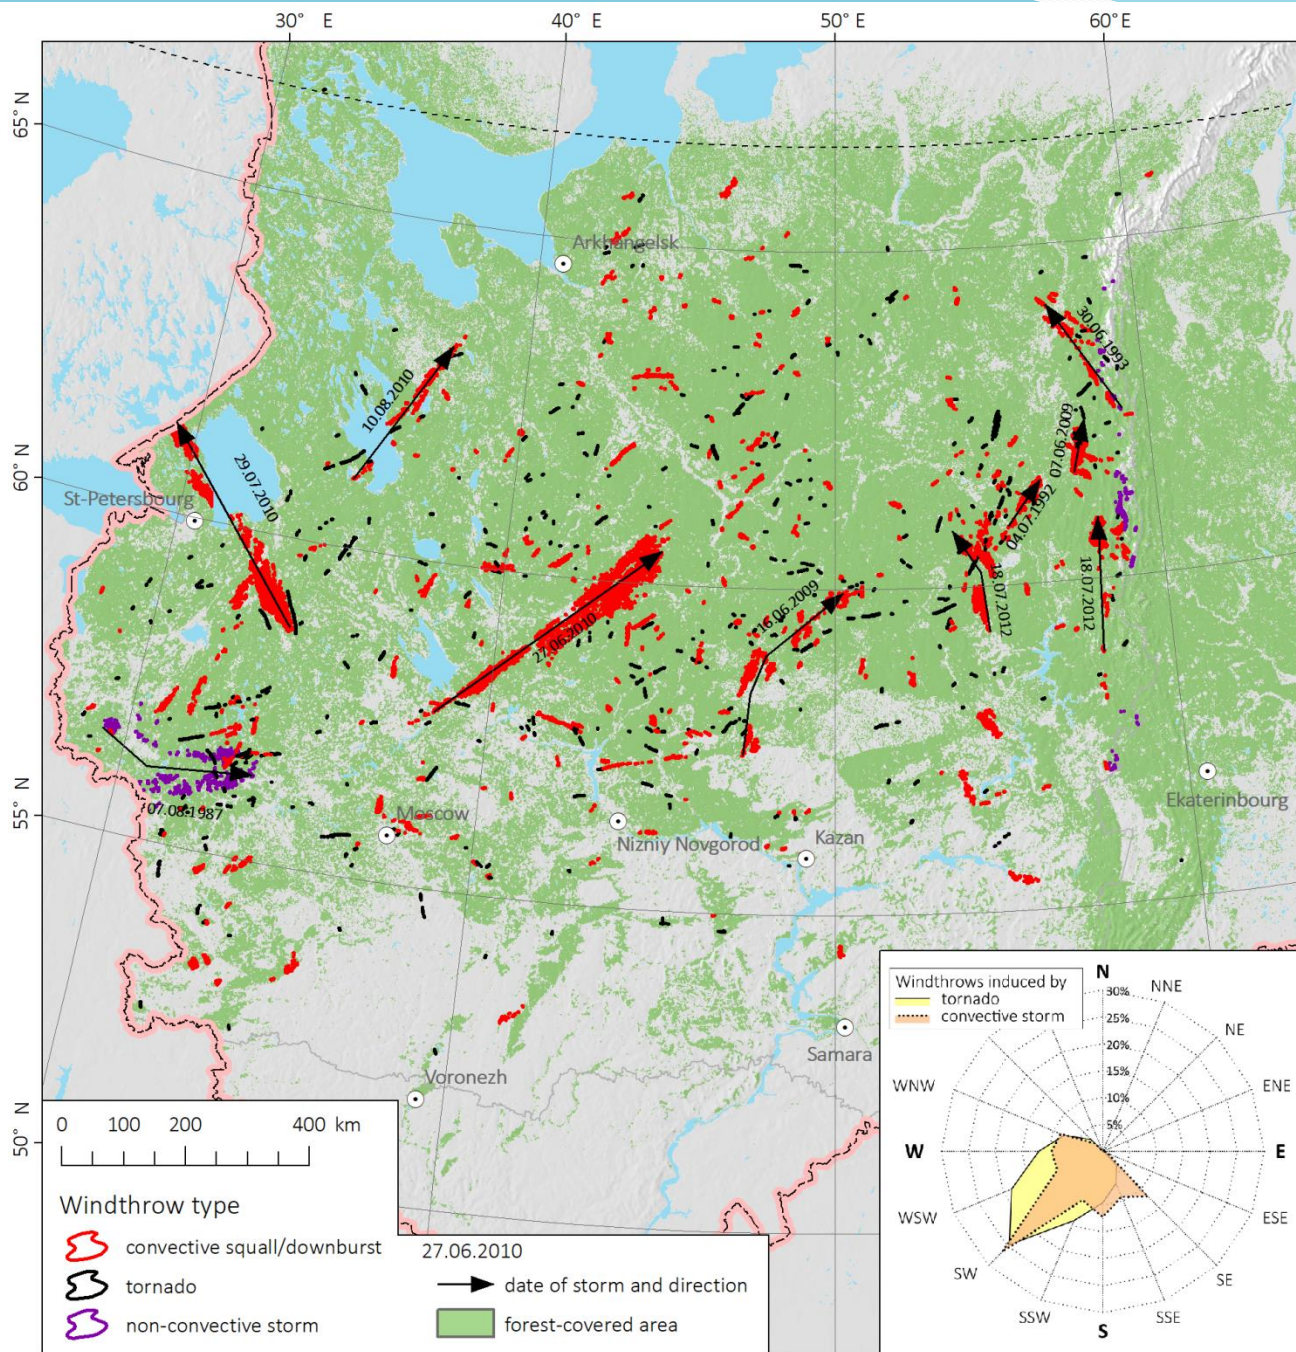 30° E
40° E
50° E
60° E
65° N
60° N
55° N
50° N
Arkhangelsk
30.06.1993
10.08.2010
07.06.2009
29.07.2010
St-Petersbourg
04.07.1992
18.07.2012
18.07.2012
16.06.2009
27.06.2010
07.08.1987
Moscow
Nizniy Novgorod
Kazan
Ekaterinbourg
Samara
Voronezh
0 100 200 400 km
Windthrow type
convective squall/downburst
tornado
non-convective storm
27.06.2010
date of storm and direction
forest-covered area
Windthrows induced by
tornado
convective storm
N
NNE
NE
ENE
E
ESE
SE
SSE
S
SSW
SW
WSW
W
WNW
30%
25%
20%
15%
10%
5%